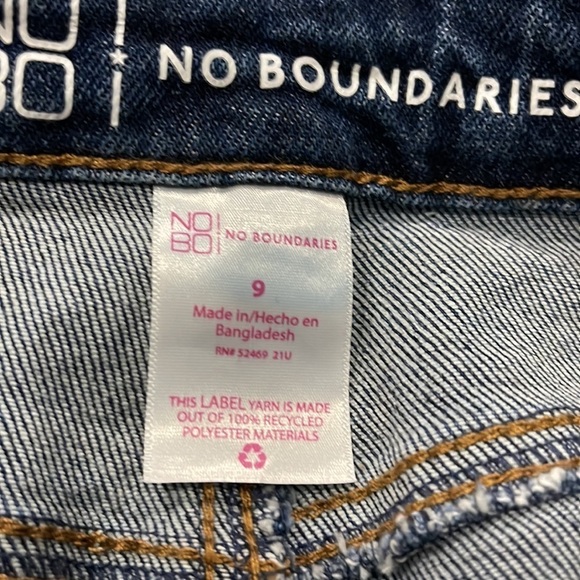 NO
BO
NO BOUNDARIES
NO
BO
NO BOUNDARIES
9
Made in/Hecho en
Bangladesh
RN# 52469 21U
THIS LABEL YARN IS MADE
OUT OF 100% RECYCLED
POLYESTER MATERIALS